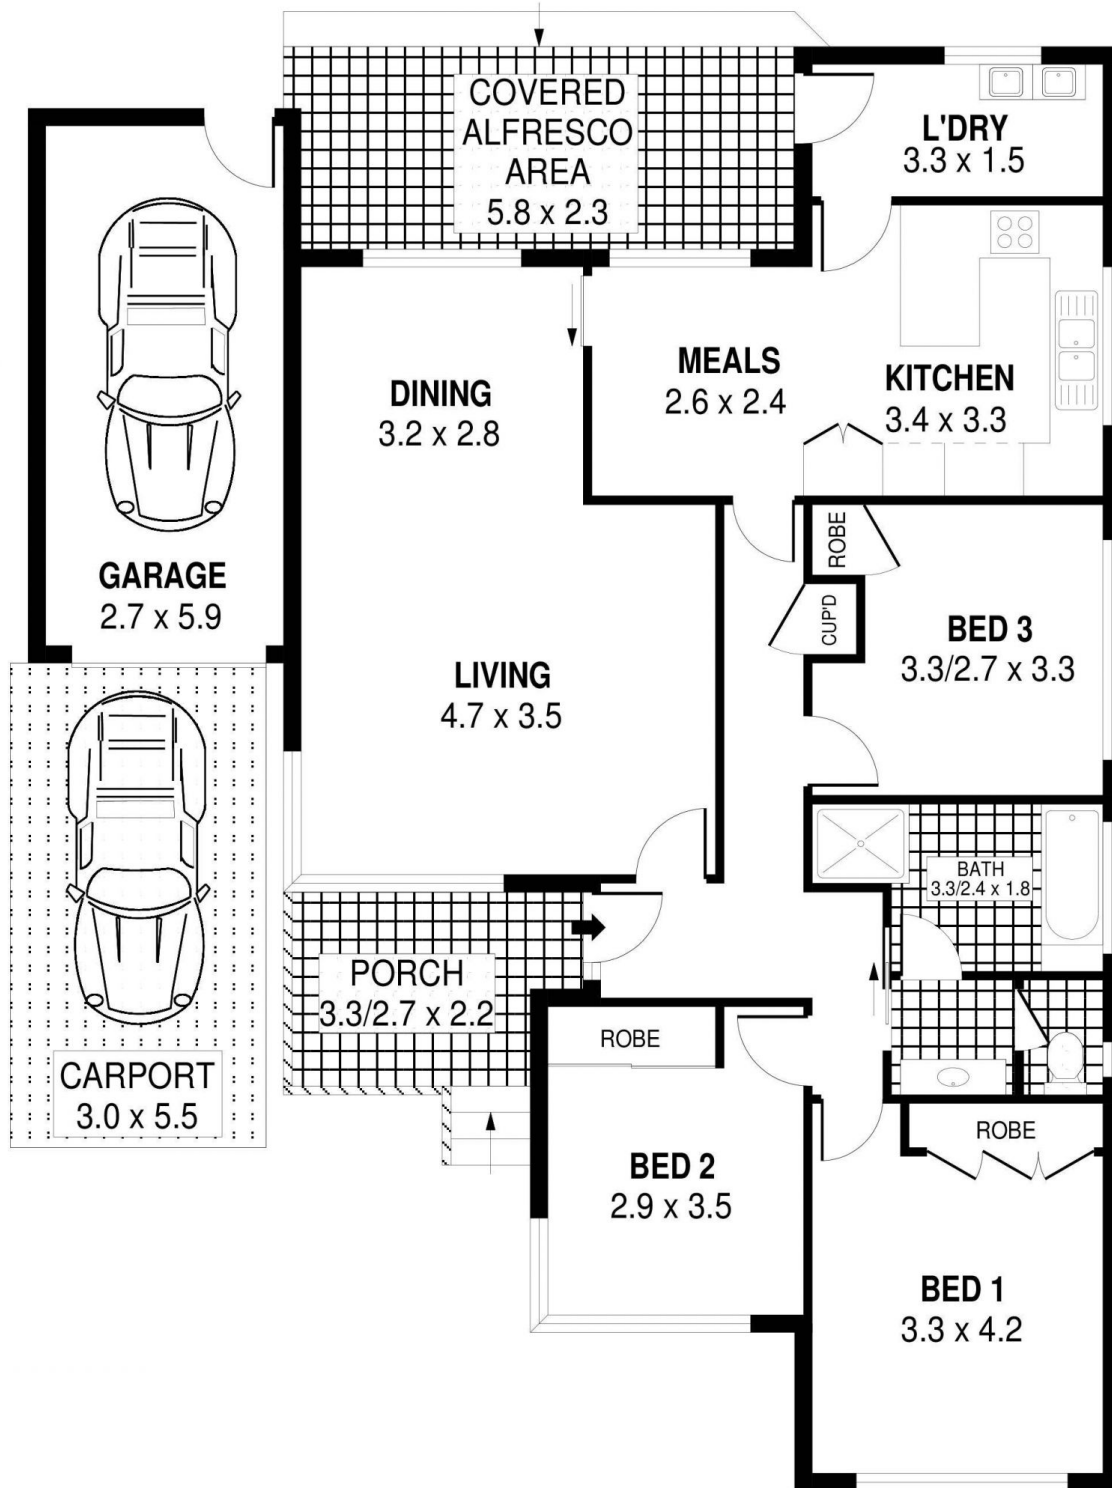 COVERED
ALFRESCO
AREA
5.8 x 2.3
L'DRY
3.3 x 1.5
DINING
3.2 x 2.8
MEALS
2.6 x 2.4
KITCHEN
3.4 x 3.3
GARAGE
2.7 x 5.9
ROBE
CUP'D
BED 3
3.3/2.7 x 3.3
LIVING
4.7 x 3.5
BATH
3.3/2.4 x 1.8
PORCH
3.3/2.7 x 2.2
ROBE
CARPORT
3.0 x 5.5
ROBE
BED 2
2.9 x 3.5
BED 1
3.3 x 4.2